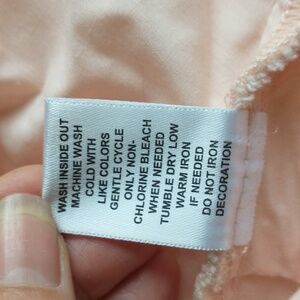 WASH INSIDE OUT
MACHINE WASH
COLD WITH
LIKE COLORS
GENTLE CYCLE
ONLY NON-
CHLORINE BLEACH
WHEN NEEDED
TUMBLE DRY LOW
WARM IRON
IF NEEDED
DO NOT IRON
DECORATION